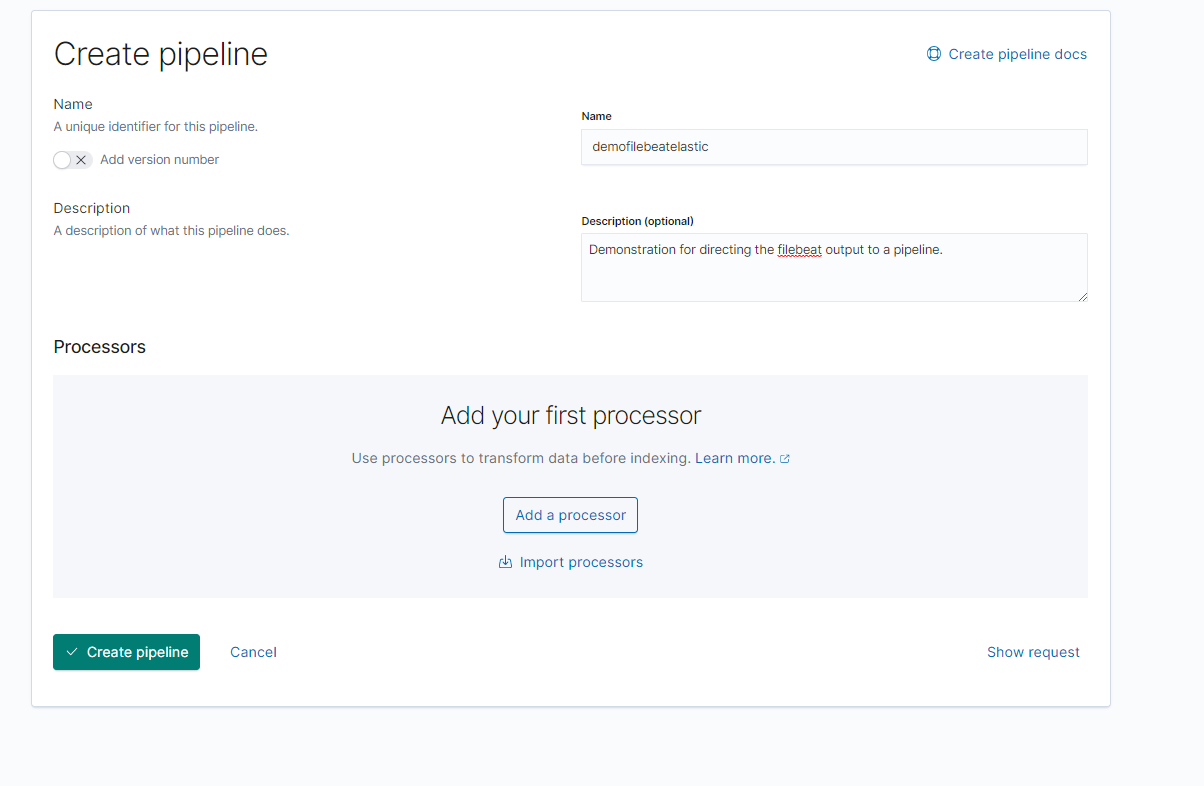 Create pipeline
Create pipeline docs
Name
A unique identifier for this pipeline.
Add version number
Name
demofilebeatelastic
Description
A description of what this pipeline does.
Description (optional)
Demonstration for directing the filebeat output to a pipeline.
Processors
Add your first processor
Use processors to transform data before indexing. Learn more.
Add a processor
Import processors
Create pipeline
Cancel
Show request